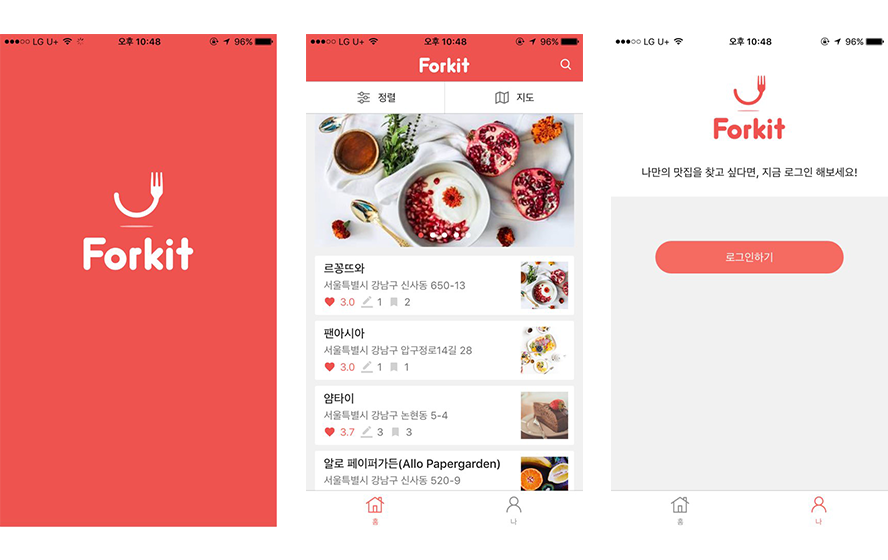 LG U+ 오후 10:48 96%
Forkit
LG U+ 오후 10:48 96%
Forkit
정렬 지도
르꽁뜨와
서울특별시 강남구 신사동 650-13
3.0 1 2
팬아시아
서울특별시 강남구 압구정로14길 28
3.0 1 1
얌타이
서울특별시 강남구 논현동 5-4
3.7 3 3
알로 페이퍼가든(Allo Papergarden)
서울특별시 강남구 신사동 520-9
홈 나
LG U+ 오후 10:48 96%
Forkit
나만의 맛집을 찾고 싶다면, 지금 로그인 해보세요!
로그인하기
홈 나